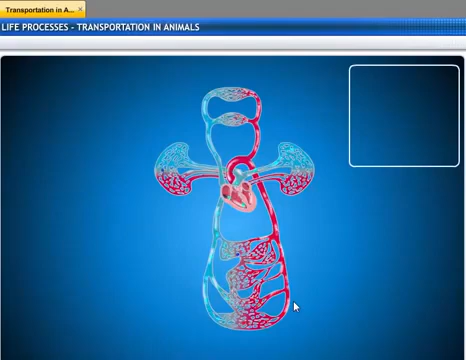 Transportation in A...
LIFE PROCESSES - TRANSPORTATION IN ANIMALS